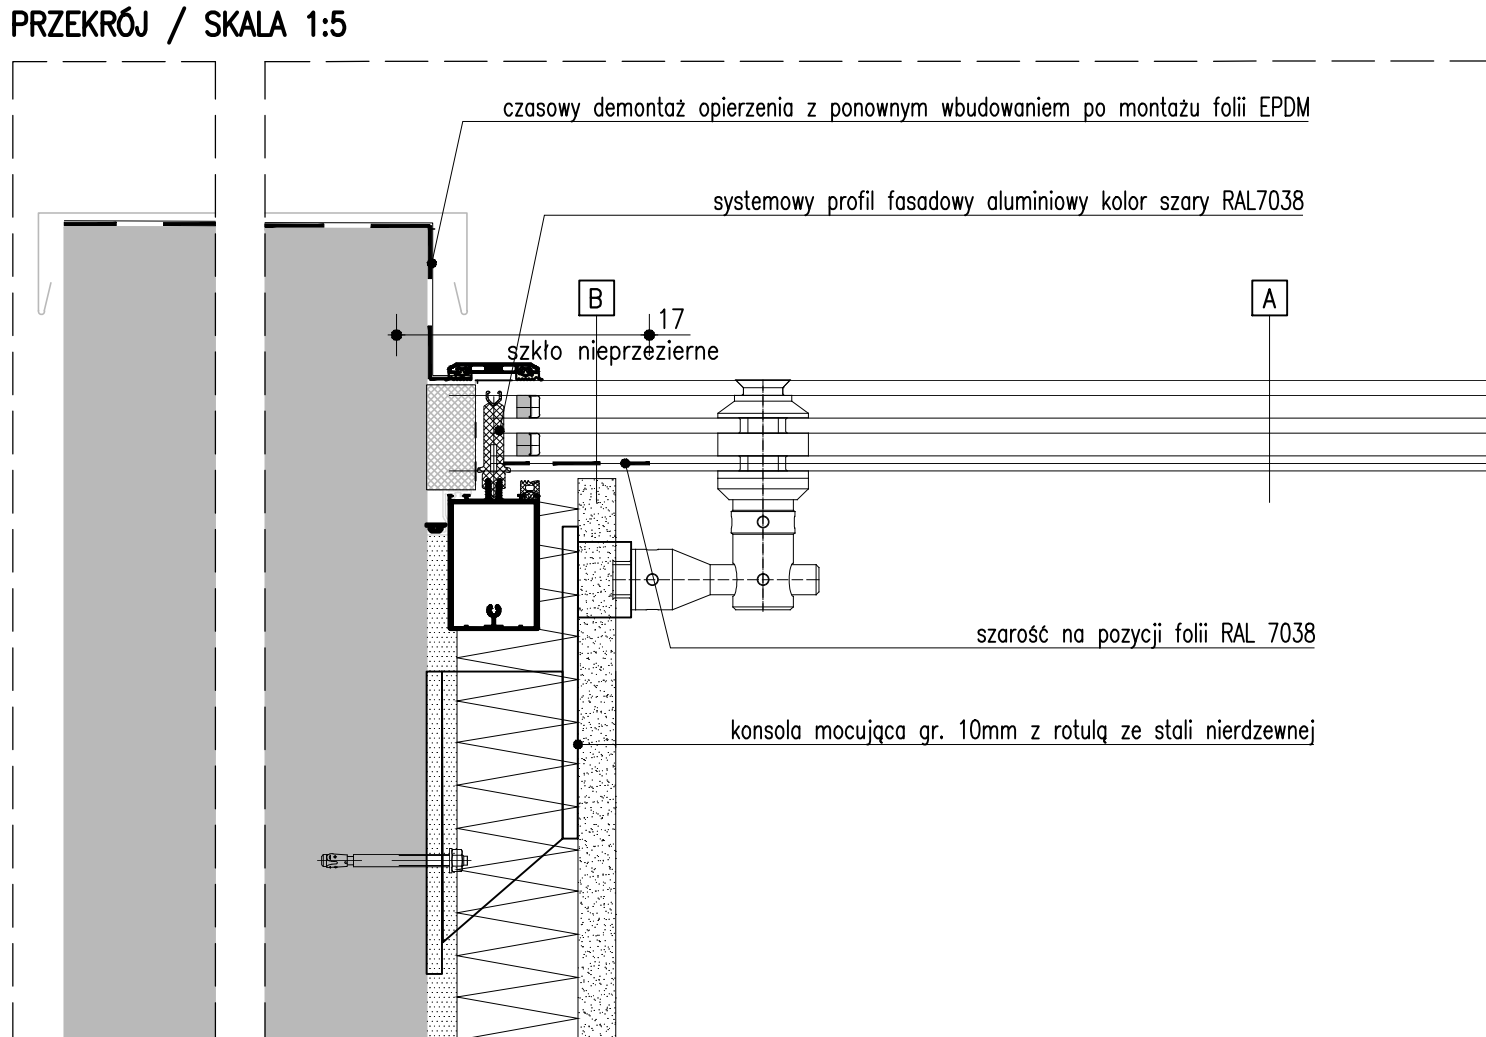 PRZEKRÓJ / SKALA 1:5
czasowy demontaż opierzenia z ponownym wbudowaniem po montażu folii EPDM
systemowy profil fasadowy aluminiowy kolor szary RAL7038
B
A
17
szkło nieprzezierne
szarość na pozycji folii RAL 7038
konsola mocująca gr. 10mm z rotulą ze stali nierdzewnej